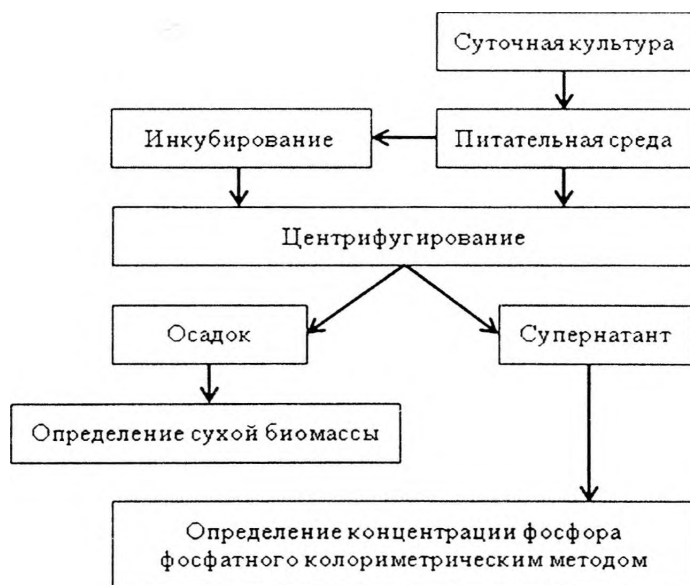 Суточная культура
Инкубирование
Питательная среда
Центрифугирование
Осадок
Супернатант
Определение сухой биомассы
Определение концентрации фосфора
фосфатного колориметрическим методом